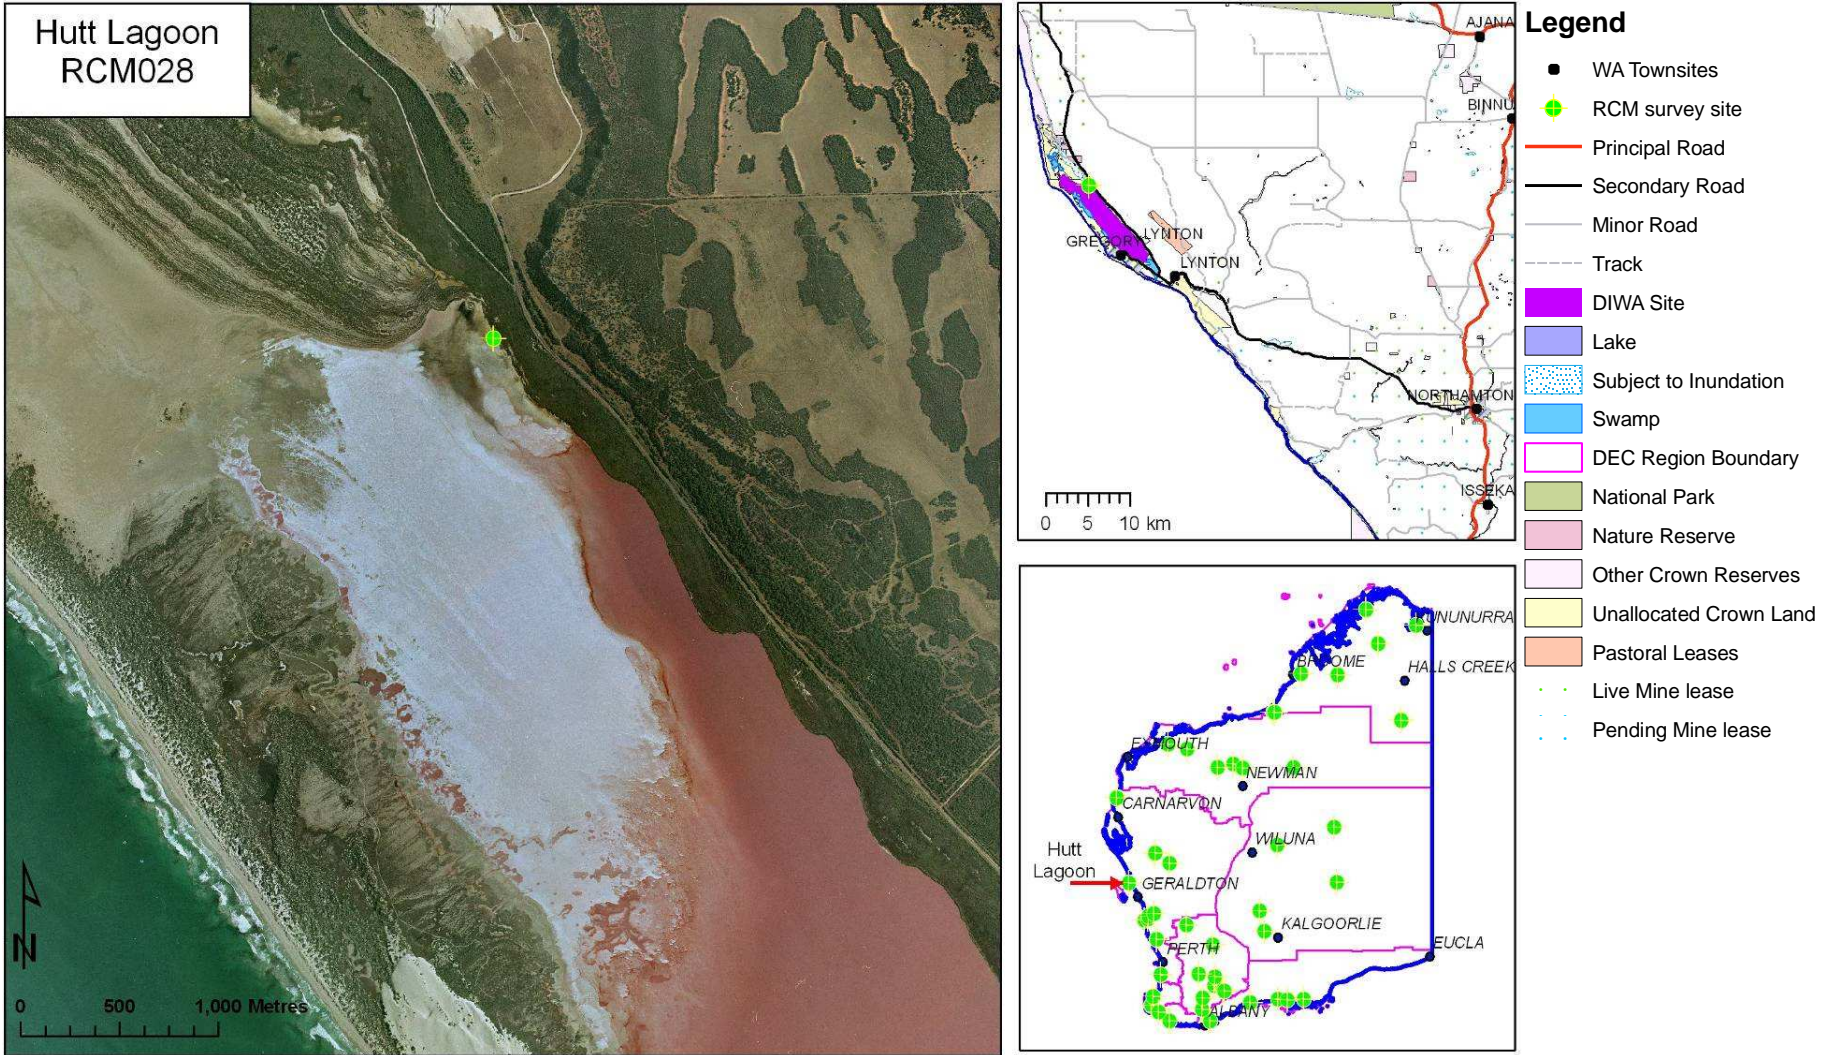 Hutt Lagoon
RCM028
N
0 500 1,000 Metres
AJANA
BINNU
GREGORY
LYNTON
LYNTON
NORTHAMTON
ISSEKA
0 5 10 km
UNUNURRA
BROOME
HALLS CREEK
EXMOUTH
NEWMAN
CARNARVON
WILUNA
Hutt
Lagoon
GERALDTON
KALGOORLIE
EUCLA
PERTH
ALBANY
Legend
WA Townsites
RCM survey site
Principal Road
Secondary Road
Minor Road
Track
DIWA Site
Lake
Subject to Inundation
Swamp
DEC Region Boundary
National Park
Nature Reserve
Other Crown Reserves
Unallocated Crown Land
Pastoral Leases
Live Mine lease
Pending Mine lease